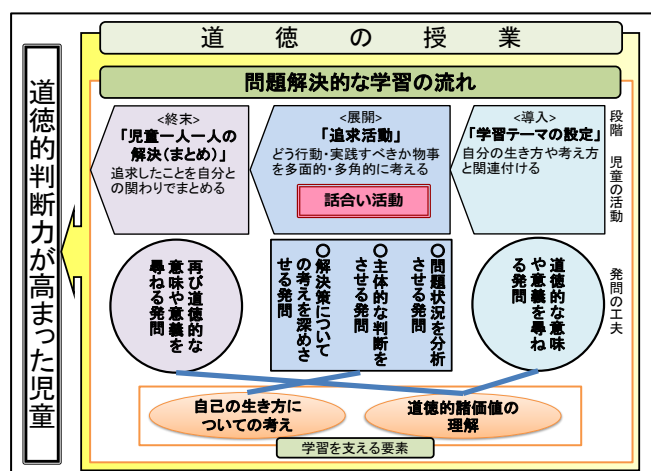 道徳の授業
問題解決的な学習の流れ
段階
児童の活動
発問の工夫
<導入>
「学習テーマの設定」
自分の生き方や考え方
と関連付ける
<展開>
「追求活動」
どう行動・実践すべきか物事
を多面的・多角的に考える
話合い活動
<終末>
「児童一人一人の
解決(まとめ)」
追求したことを自分と
の関わりでまとめる
道徳的な意味
や意義を尋ね
る発問
○問題状況を分析
させる発問
○主体的な判断を
させる発問
○解決策について
の考えを深めさ
せる発問
再び道徳的な
意味や意義を
尋ねる発問
自己の生き方に
ついての考え
道徳的諸価値の
理解
学習を支える要素
道徳的判断力が高まった児童